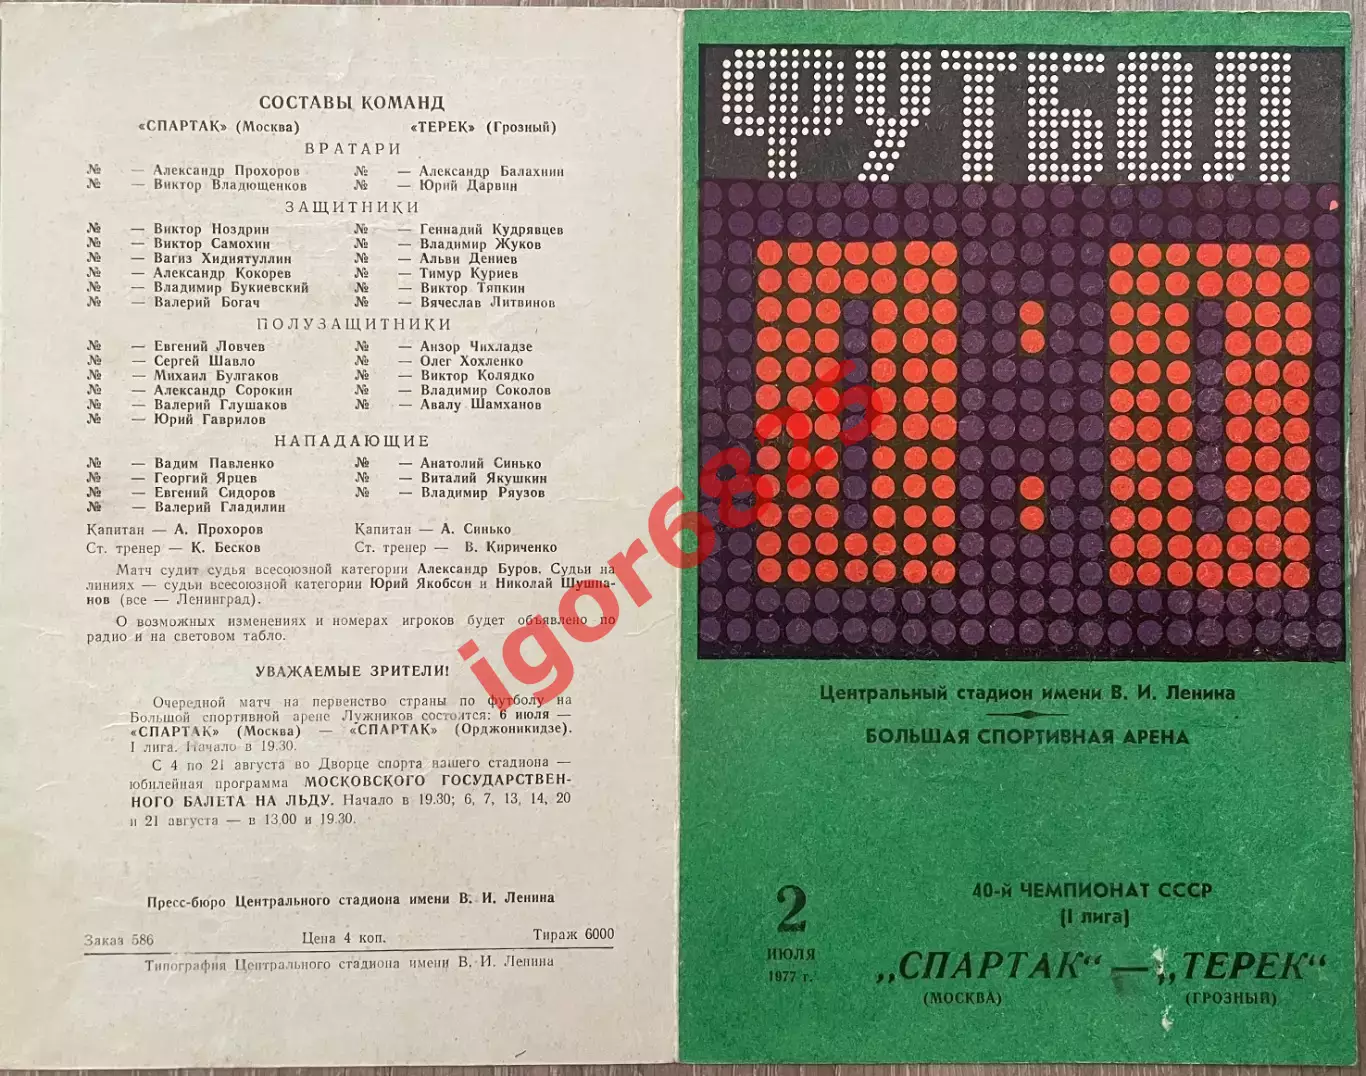 СОСТАВЫ КОМАНД
«СПАРТАК» (Москва) «ТЕРЕК» (Грозный)
ВРАТАРИ
№ — Александр Прохоров № — Александр Балахнин
№ — Виктор Владющенков № — Юрий Дарвин
ЗАЩИТНИКИ
№ — Виктор Ноздрин № — Геннадий Кудрявцев
№ — Виктор Самохин № — Владимир Жуков
№ — Вагиз Хидиятуллин № — Альви Дениев
№ — Александр Кокорев № — Тимур Куриев
№ — Владимир Букиевский № — Виктор Тяпкин
№ — Валерий Богач № — Вячеслав Литвинов
ПОЛУЗАЩИТНИКИ
№ — Евгений Ловчев № — Анзор Чихладзе
№ — Сергей Шавло № — Олег Хохленко
№ — Михаил Булгаков № — Виктор Колядко
№ — Александр Сорокин № — Владимир Соколов
№ — Валерий Глушаков № — Авалу Шамханов
№ — Юрий Гаврилов
НАПАДАЮЩИЕ
№ — Вадим Павленко № — Анатолий Синько
№ — Георгий Ярцев № — Виталий Якушкин
№ — Евгений Сидоров № — Владимир Ряузов
№ — Валерий Гладилин
Капитан — А. Прохоров Капитан — А. Синько
Ст. тренер — К. Бесков Ст. тренер — В. Кириченко
Матч судит судья всесоюзной категории Александр Буров. Судьи на
линиях — судьи всесоюзной категории Юрий Якобсон и Николай Шушпа-
нов (все — Ленинград).
О возможных изменениях и номерах игроков будет объявлено по
радио и на световом табло.
УВАЖАЕМЫЕ ЗРИТЕЛИ!
Очередной матч на первенство страны по футболу на
Большой спортивной арене Лужников состоится: 6 июля —
«СПАРТАК» (Москва) — «СПАРТАК» (Орджоникидзе).
I лига. Начало в 19.30.
С 4 по 21 августа во Дворце спорта нашего стадиона —
юбилейная программа МОСКОВСКОГО ГОСУДАРСТВЕН-
НОГО БАЛЕТА НА ЛЬДУ. Начало в 19.30; 6, 7, 13, 14, 20
и 21 августа — в 13.00 и 19.30.
Пресс-бюро Центрального стадиона имени В. И. Ленина
Заказ 586 Цена 4 коп. Тираж 6000
Типография Центрального стадиона имени В. И. Ленина
ФУТБОЛ
0:0
Центральный стадион имени В. И. Ленина
БОЛЬШАЯ СПОРТИВНАЯ АРЕНА
2
ИЮЛЯ
1977 г.
40-й ЧЕМПИОНАТ СССР
(I лига)
„СПАРТАК“ — „ТЕРЕК“
(МОСКВА) (ГРОЗНЫЙ)
igor6825